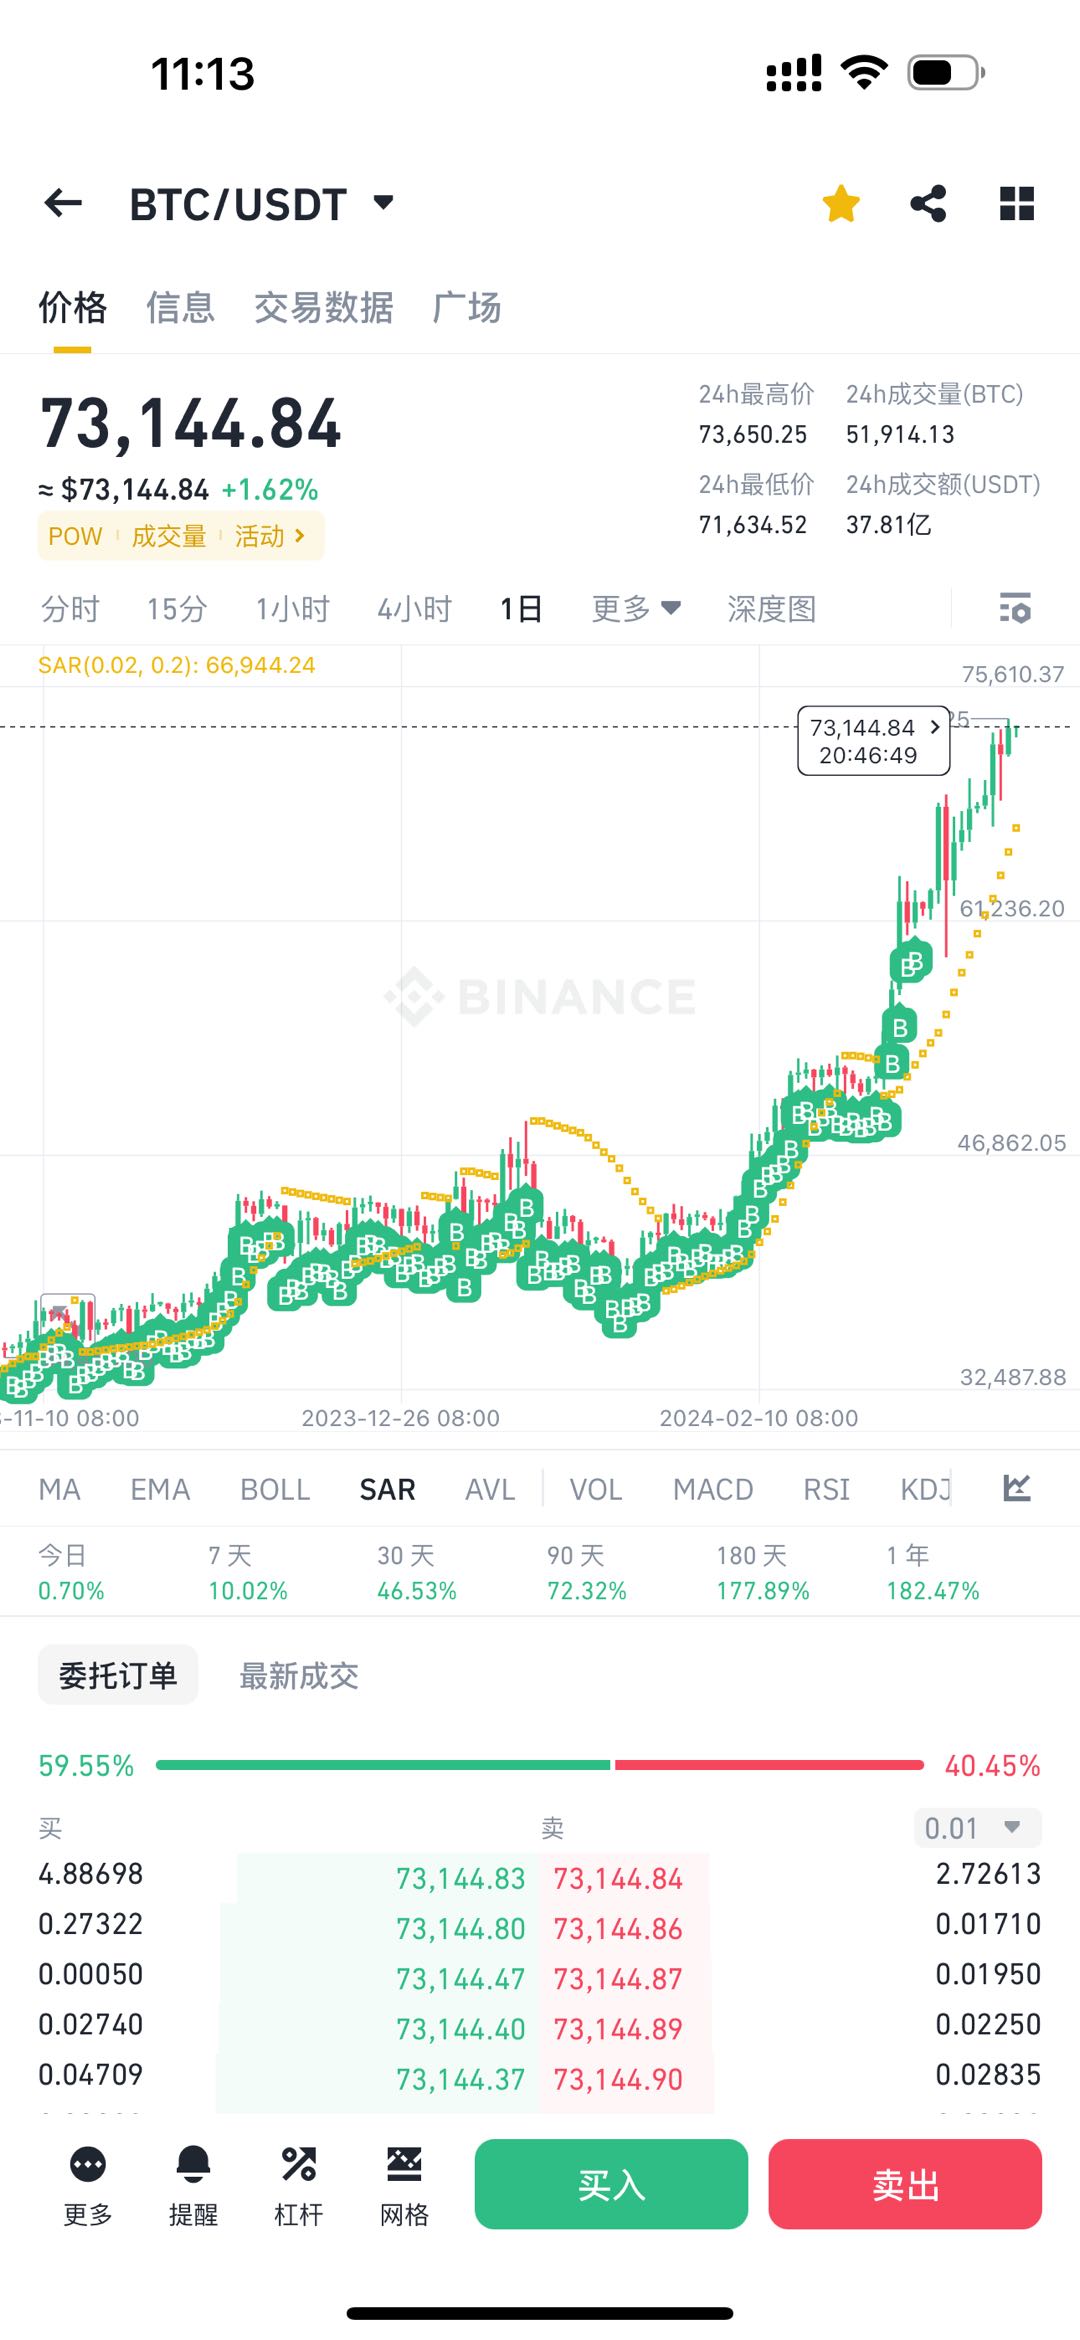 11:13
BTC/USDT
价格 信息 交易数据 广场
73,144.84
≈ $73,144.84 +1.62%
POW 成交量 活动
24h最高价 24h成交量(BTC)
73,650.25 51,914.13
24h最低价 24h成交额(USDT)
71,634.52 37.81亿
分时 15分 1小时 4小时 1日 更多 深度图
SAR(0.02, 0.2): 66,944.24
75,610.37
73,144.84
20:46:49
25
61,236.20
BINANCE
46,862.05
32,487.88
B B B B
-11-10 08:00 2023-12-26 08:00 2024-02-10 08:00
MA EMA BOLL SAR AVL VOL MACD RSI KDJ
今日 7 天 30 天 90 天 180 天 1 年
0.70% 10.02% 46.53% 72.32% 177.89% 182.47%
委托订单 最新成交
59.55% 40.45%
买 卖 0.01
4.88698 73,144.83 73,144.84 2.72613
0.27322 73,144.80 73,144.86 0.01710
0.00050 73,144.47 73,144.87 0.01950
0.02740 73,144.40 73,144.89 0.02250
0.04709 73,144.37 73,144.90 0.02835
更多 提醒 杠杆 网格 买入 卖出